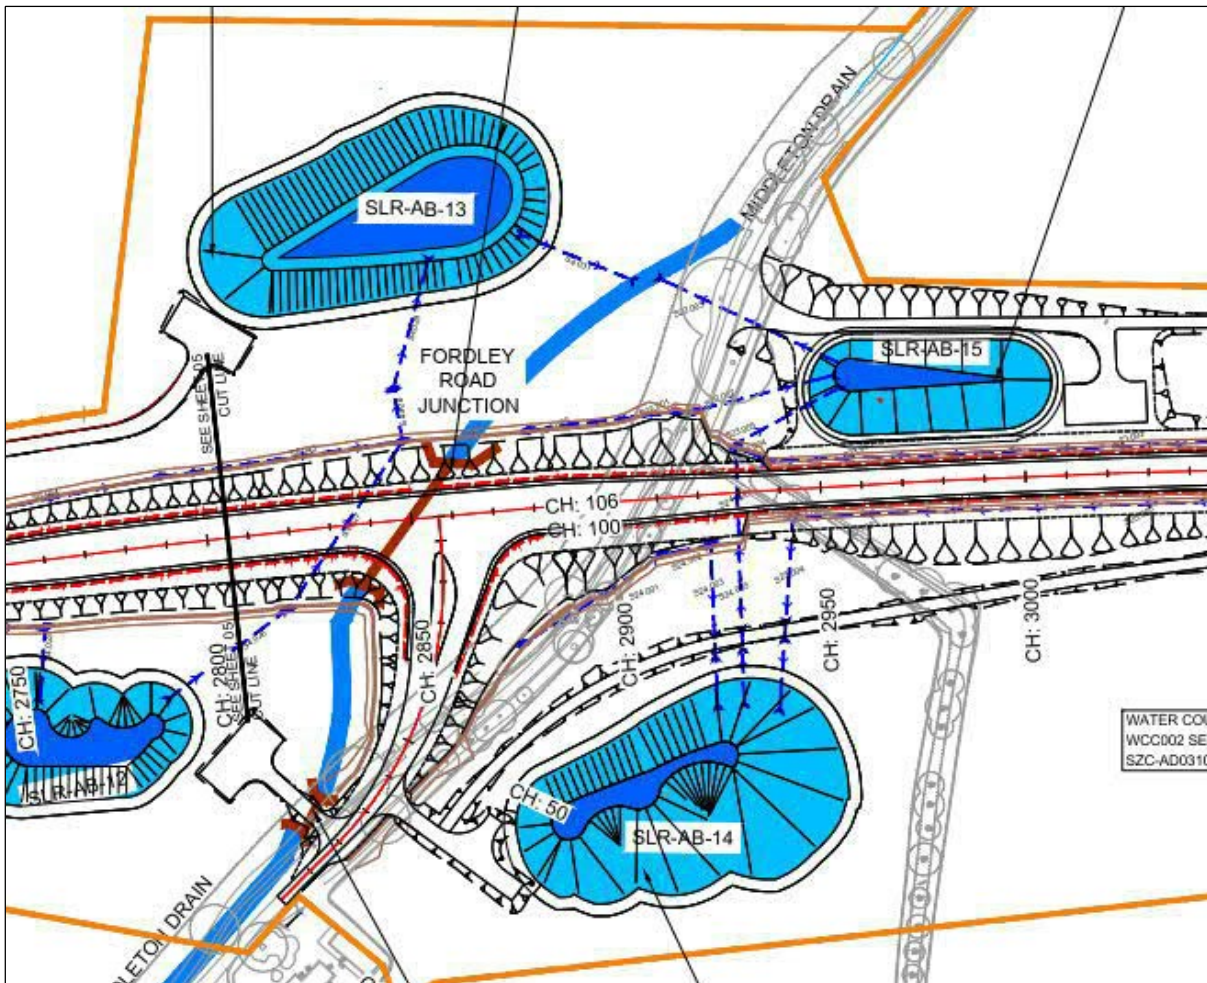 MIDDLETON DRAIN
SLR-AB-13
FORDLEY
ROAD
JUNCTION
SLR-AB-15
SEE SHEET 05
CUT LINE
CH: 106
CH: 100
S24.001
CH: 2750
CH: 2800
SEE SHEET 05
CUT LINE
CH: 2850
CH: 2900
CH: 2950
CH: 3000
SLR-AB-12
CH: 50
SLR-AB-14
WATER COU
WCC002 SE
SZC-AD0310
DLETON DRAIN